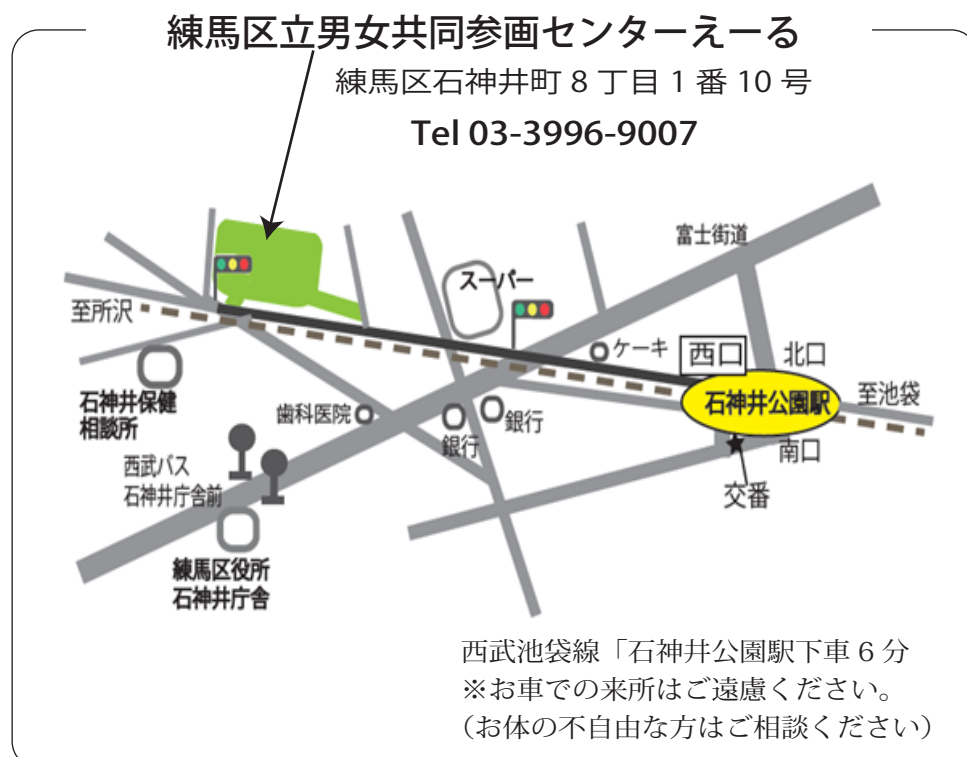 練馬区立男女共同参画センターえーる
練馬区石神井町 8 丁目 1 番 10 号
Tel 03-3996-9007
富士街道
スーパー
至所沢
ケーキ
西口
北口
石神井公園駅
至池袋
石神井保健
相談所
歯科医院
銀行
銀行
南口
西武バス
石神井庁舎前
交番
練馬区役所
石神井庁舎
西武池袋線「石神井公園駅下車 6 分
※お車での来所はご遠慮ください。
（お体の不自由な方はご相談ください）